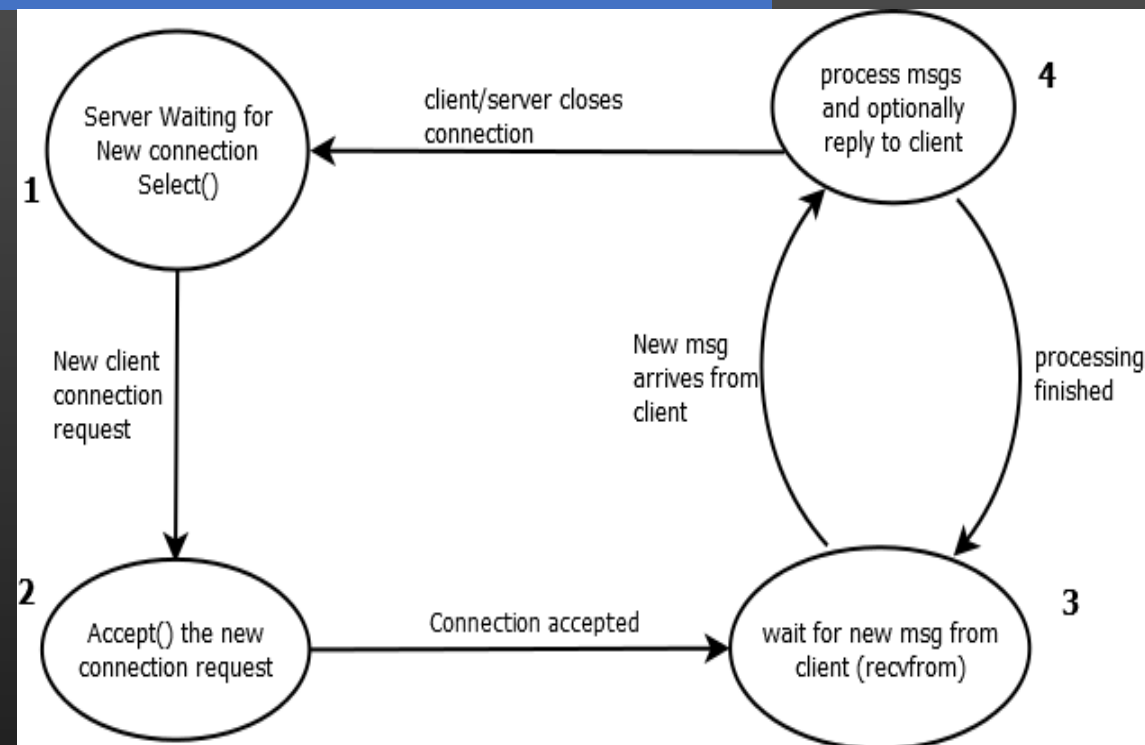 Server Waiting for
New connection
Select()
1
client/server closes
connection
process msgs
and optionally
reply to client
4
New client
connection
request
New msg
arrives from
client
processing
finished
2
Accept() the new
connection request
Connection accepted
wait for new msg from
client (recvfrom)
3